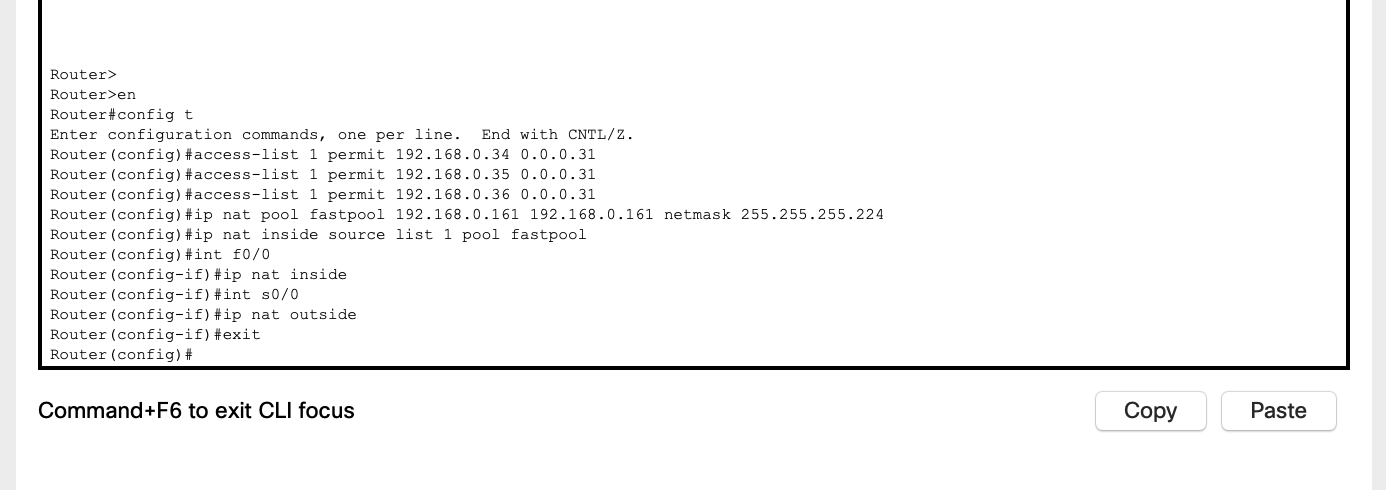 Router>
Router>en
Router#config t
Enter configuration commands, one per line.  End with CNTL/Z.
Router(config)#access-list 1 permit 192.168.0.34 0.0.0.31
Router(config)#access-list 1 permit 192.168.0.35 0.0.0.31
Router(config)#access-list 1 permit 192.168.0.36 0.0.0.31
Router(config)#ip nat pool fastpool 192.168.0.161 192.168.0.161 netmask 255.255.255.224
Router(config)#ip nat inside source list 1 pool fastpool
Router(config)#int f0/0
Router(config-if)#ip nat inside
Router(config-if)#int s0/0
Router(config-if)#ip nat outside
Router(config-if)#exit
Router(config)#
Command+F6 to exit CLI focus
Copy
Paste